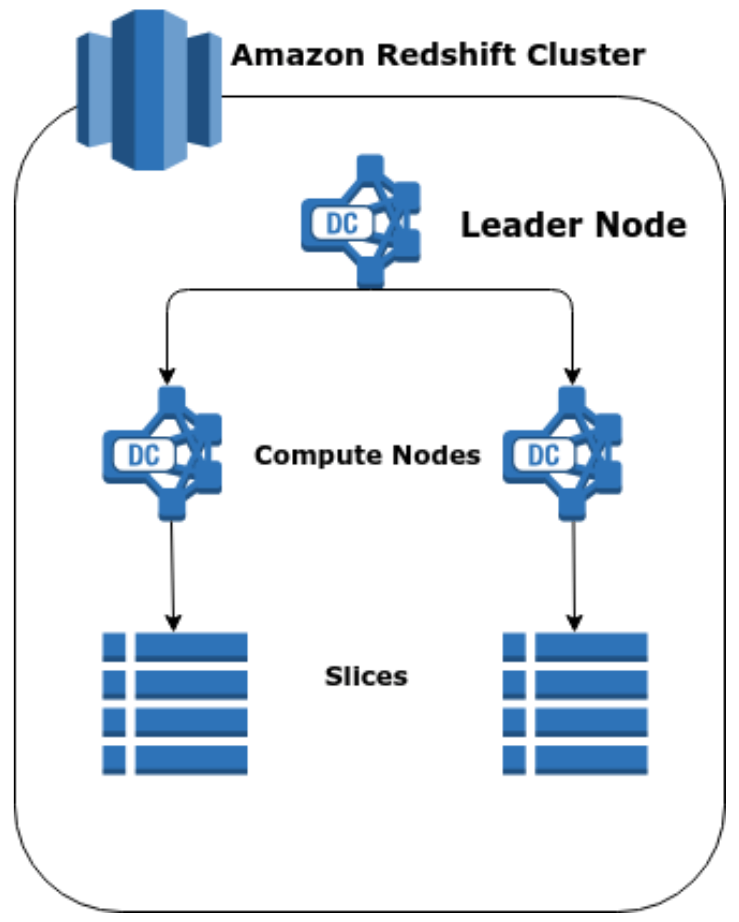 Amazon Redshift Cluster
DC
Leader Node
DC
Compute Nodes
DC
Slices